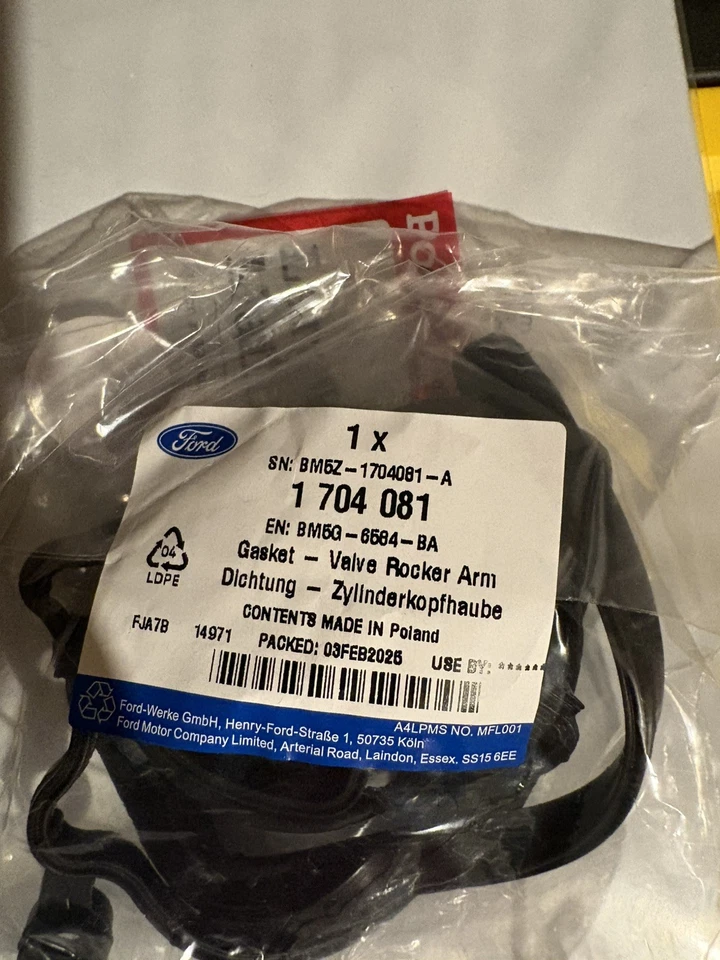 Ford
1 x
SN: BM5Z-1704081-A
1 704 081
EN: BM5G-6584-BA
Gasket - Valve Rocker Arm
Dichtung - Zylinderkopfhaube
04
LDPE
CONTENTS MADE IN Poland
FJA7B 14971 PACKED: 03FEB2025 USE BY: ******
A4LPMS NO. MFL001
Ford-Werke GmbH, Henry-Ford-Straße 1, 50735 Köln
Ford Motor Company Limited, Arterial Road, Laindon, Essex. SS15 6EE